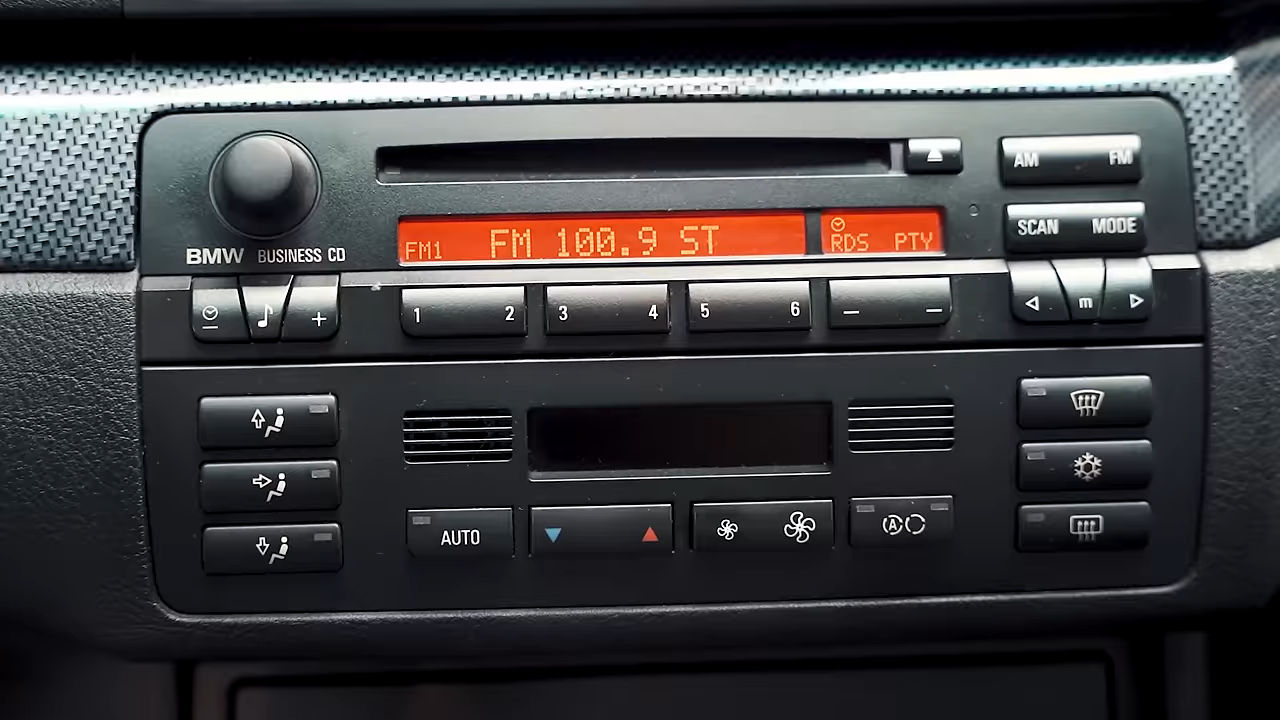 AM FM
FM1 FM 100.9 ST RDS PTY
SCAN MODE
BMW BUSINESS CD
1 2 3 4 5 6 — — m
+
AUTO
A